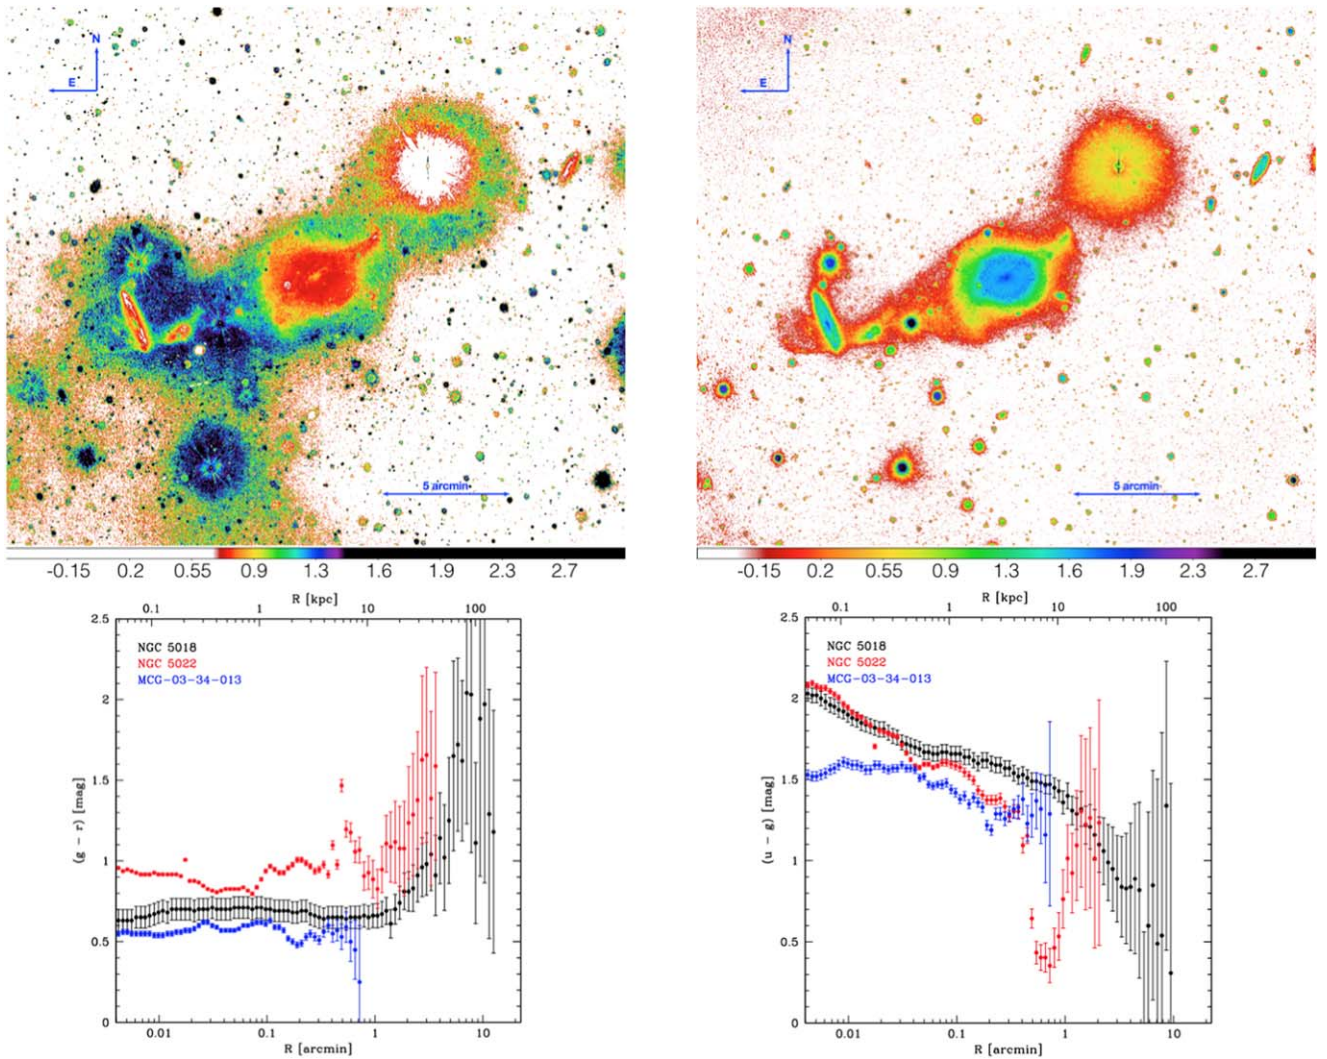 N
E
5 arcmin
-0.15 0.2 0.55 0.9 1.3 1.6 1.9 2.3 2.7
N
E
5 arcmin
-0.15 0.2 0.55 0.9 1.3 1.6 1.9 2.3 2.7
R [kpc]
0.1 1 10 100
2.5
NGC 5018
NGC 5022
MCG-03-34-013
2
1.5
(g - r) [mag]
1
0.5
0
0.01 0.1 1 10
R [arcmin]
R [kpc]
0.1 1 10 100
2.5
NGC 5018
NGC 5022
MCG-03-34-013
2
1.5
(u - g) [mag]
1
0.5
0
0.01 0.1 1 10
R [arcmin]